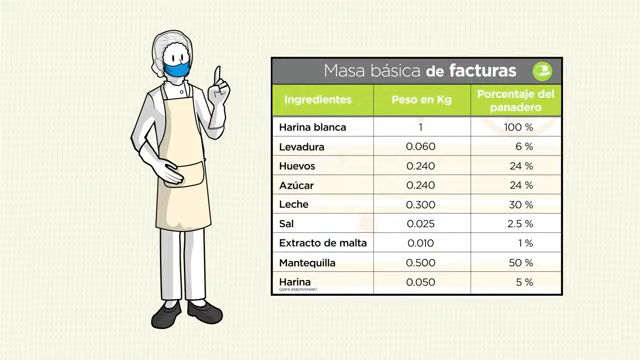 Masa básica de facturas
Ingredientes Peso en Kg Porcentaje del panadero
Harina blanca 1 100 %
Levadura 0.060 6 %
Huevos 0.240 24 %
Azúcar 0.240 24 %
Leche 0.300 30 %
Sal 0.025 2.5 %
Extracto de malta 0.010 1 %
Mantequilla 0.500 50 %
Harina 0.050 5 %
(para espolvorear)